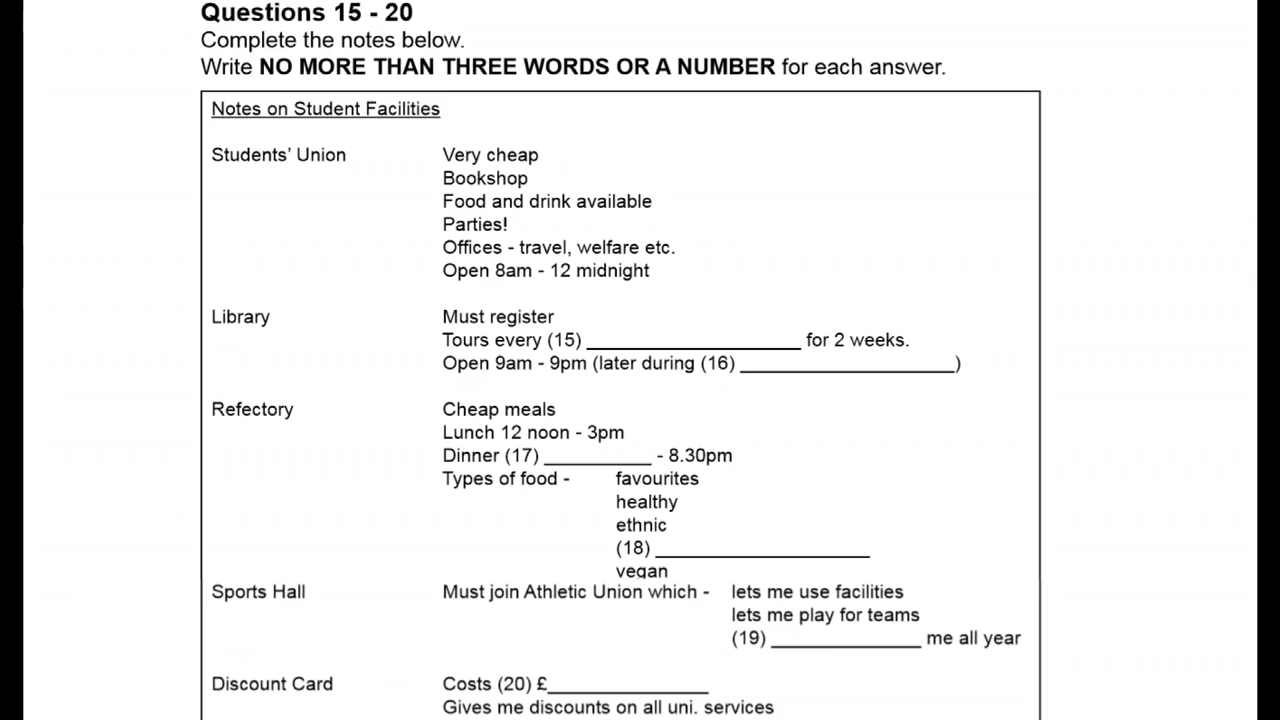 Questions 15 - 20
Complete the notes below.
Write NO MORE THAN THREE WORDS OR A NUMBER for each answer.
Notes on Student Facilities
Students' Union Very cheap
Bookshop
Food and drink available
Parties!
Offices - travel, welfare etc.
Open 8am - 12 midnight
Library Must register
Tours every (15) ____________________ for 2 weeks.
Open 9am - 9pm (later during (16) ____________________)
Refectory Cheap meals
Lunch 12 noon - 3pm
Dinner (17) __________ - 8.30pm
Types of food - favourites
healthy
ethnic
(18) ____________________
vegan
Sports Hall Must join Athletic Union which - lets me use facilities
lets me play for teams
(19) ______________ me all year
Discount Card Costs (20) £_______________
Gives me discounts on all uni. services